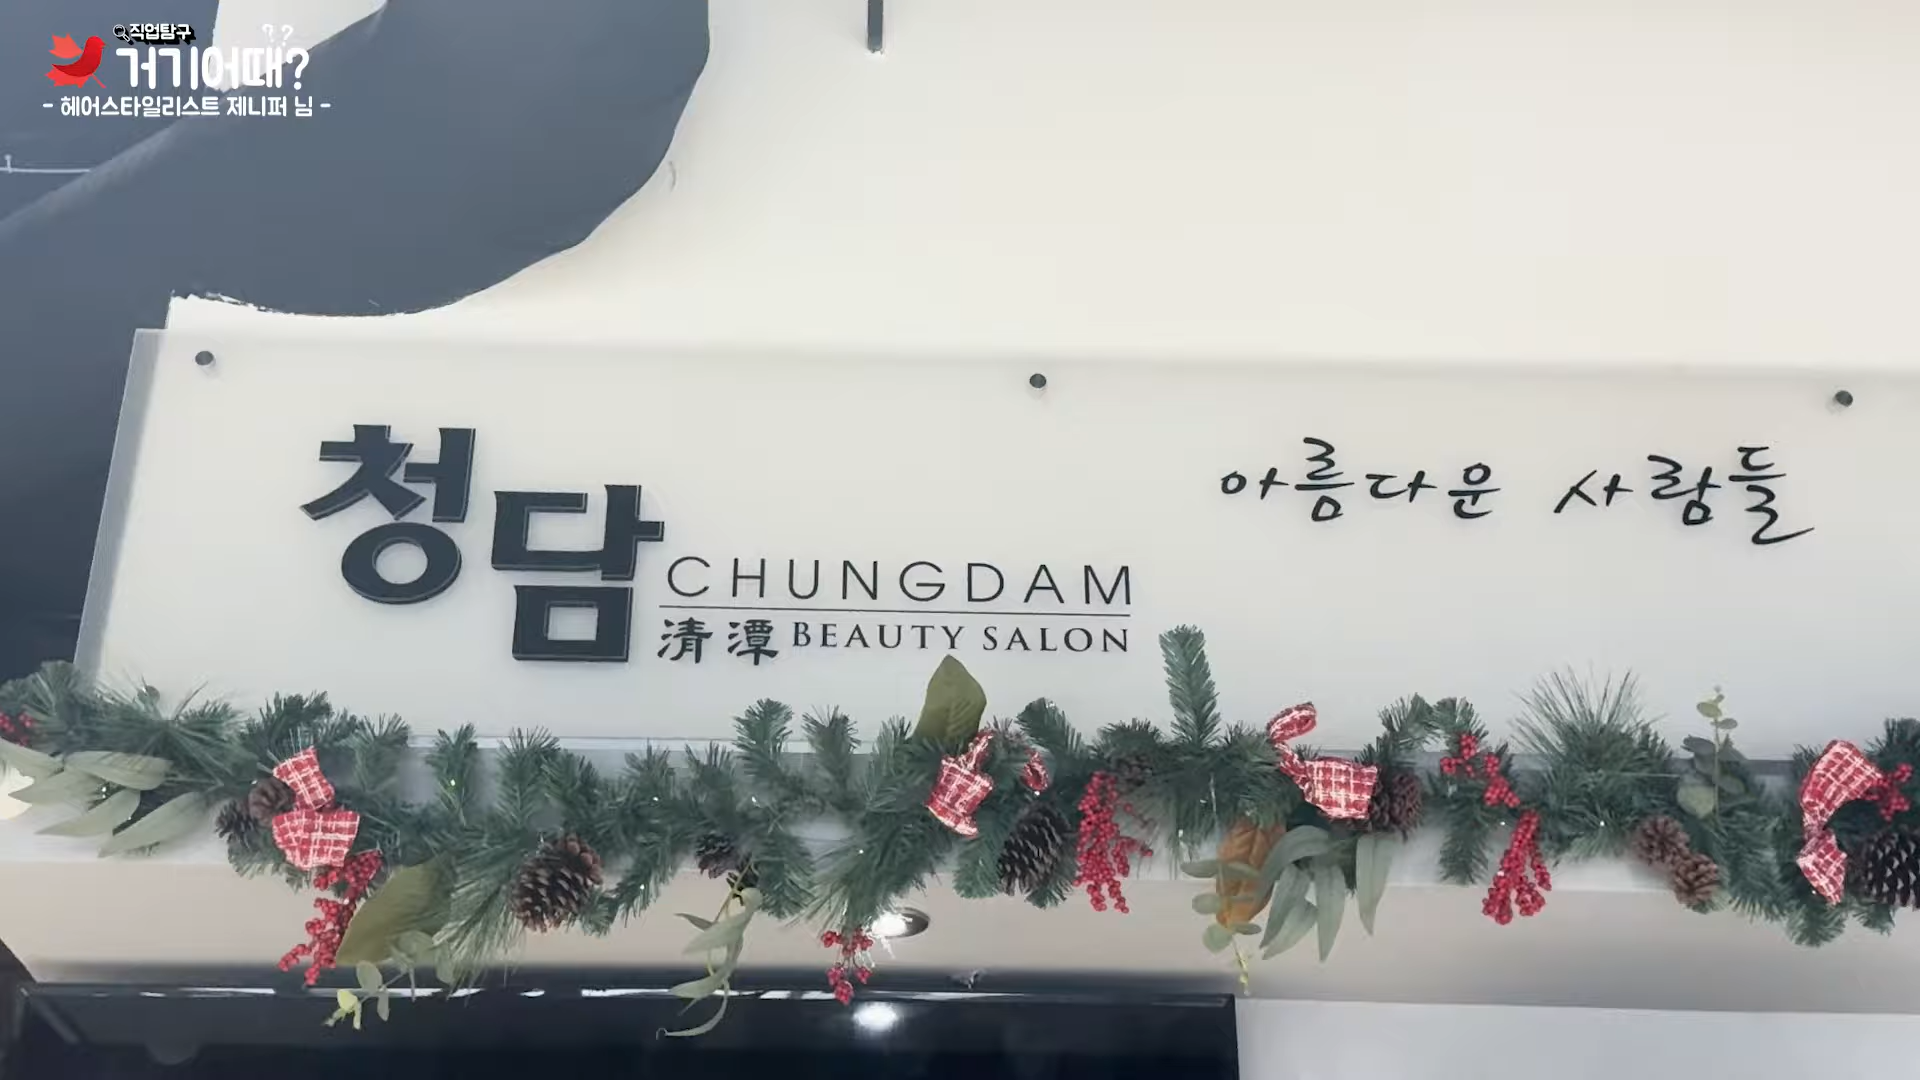 직업탐구
거기어때?
??
- 헤어스타일리스트 제니퍼 님 -
청담
CHUNGDAM
清潭 BEAUTY SALON
아름다운 사람들